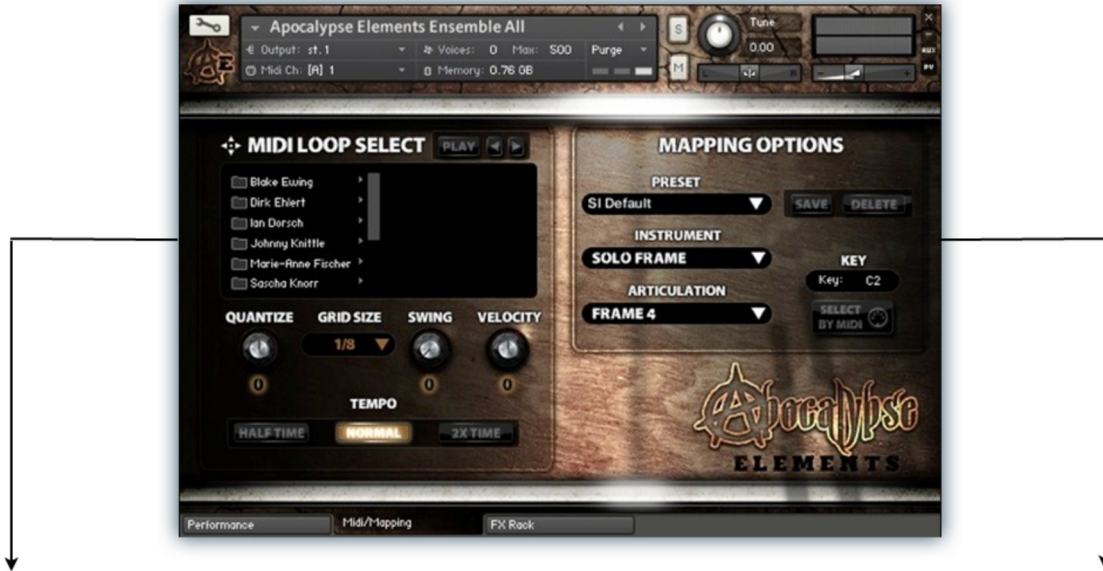 Apocalypse Elements Ensemble All
Output: st.1
Voices: 0 Max: 500
Purge
Midi Ch: [A] 1
Memory: 0.76 GB
S
M
Tune
0.00
L
R
AUX
PV
AE
MIDI LOOP SELECT
PLAY
Blake Ewing
Dirk Ehlert
Ian Dorsch
Johnny Knittle
Marie-Anne Fischer
Sascha Knorr
QUANTIZE
GRID SIZE
SWING
VELOCITY
1/8
0
0
0
TEMPO
HALF TIME
NORMAL
2X TIME
MAPPING OPTIONS
PRESET
SI Default
SAVE
DELETE
INSTRUMENT
SOLO FRAME
KEY
Key: C2
ARTICULATION
FRAME 4
SELECT
BY MIDI
Apocalypse
ELEMENTS
Performance
Midi/Mapping
FX Rack